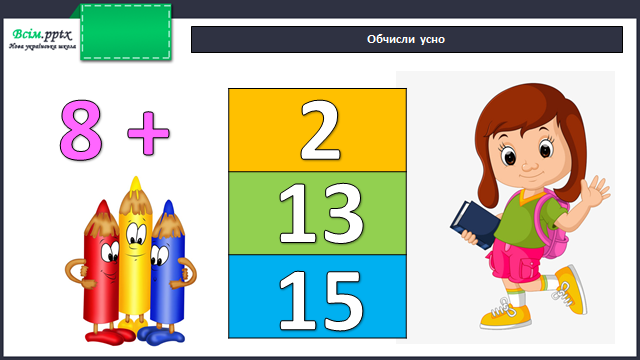 Всім.pptx
Нова українська школа
Обчисли усно
8 +
2
13
15